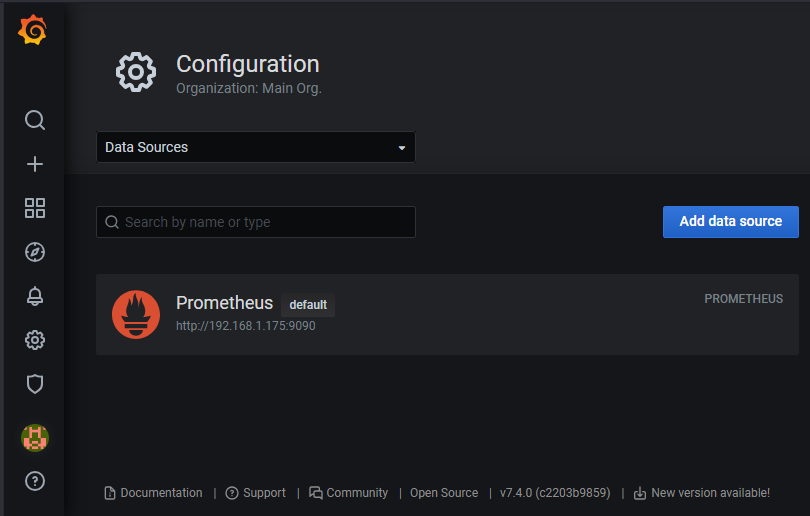 Configuration
Organization: Main Org.
Data Sources
Search by name or type
Add data source
Prometheus default
PROMETHEUS
http://192.168.1.175:9090
Documentation | Support | Community | Open Source | v7.4.0 (c2203b9859) | New version available!